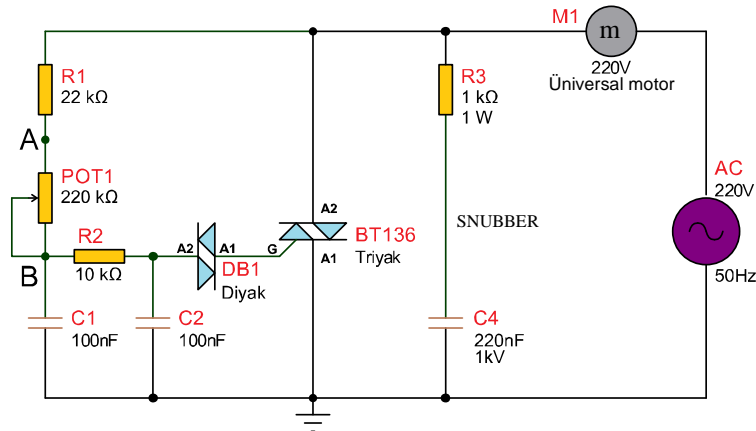 M1
m
220V
Üniversal motor
R1
22 kΩ
R3
1 kΩ
1 W
A
POT1
220 kΩ
AC
220V
50Hz
A2
SNUBBER
R2
10 kΩ
A2
A1
G
BT136
Triyak
A1
B
DB1
Diyak
C1
100nF
C2
100nF
C4
220nF
1kV